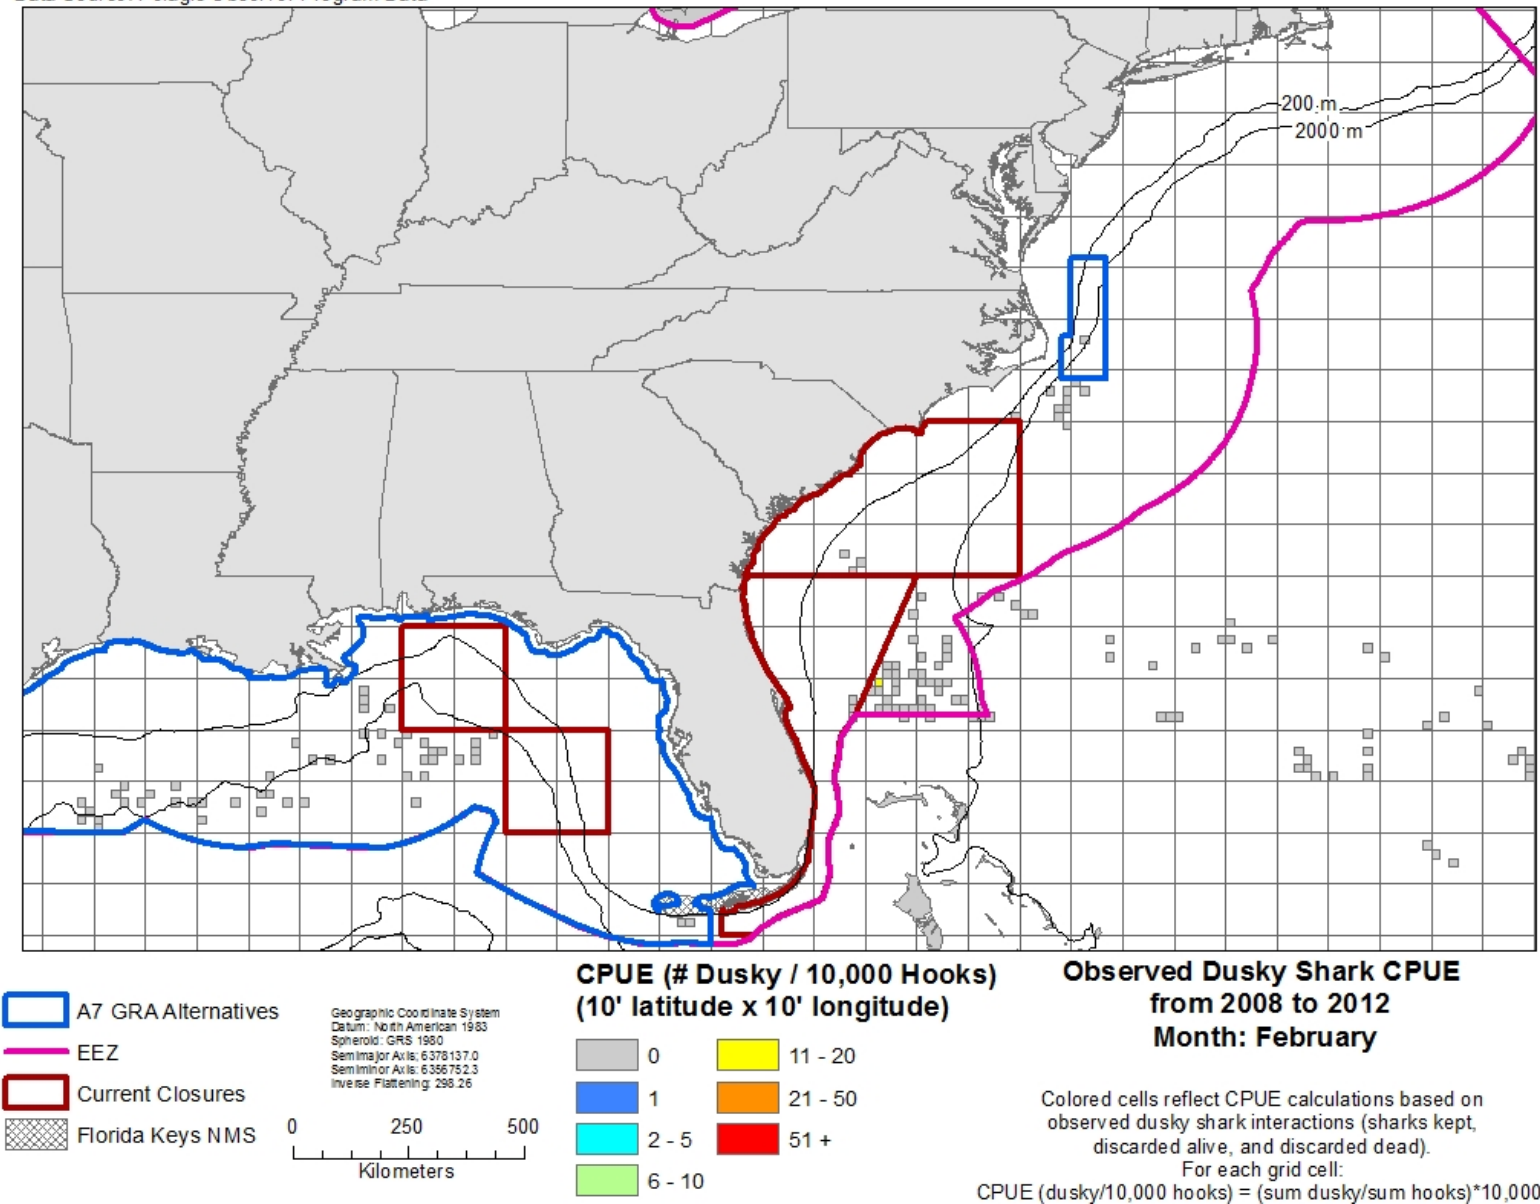 200 m
2000 m
A7 GRA Alternatives
EEZ
Current Closures
Florida Keys NMS
Geographic Coordinate System
Datum: North American 1983
Spheroid: GRS 1980
Semimajor Axis: 6378137.0
Semiminor Axis: 6356752.3
Inverse Flattening: 298.26
0 250 500
Kilometers
CPUE (# Dusky / 10,000 Hooks)
(10' latitude x 10' longitude)
0
1
2 - 5
6 - 10
11 - 20
21 - 50
51 +
Observed Dusky Shark CPUE
from 2008 to 2012
Month: February
Colored cells reflect CPUE calculations based on
observed dusky shark interactions (sharks kept,
discarded alive, and discarded dead).
For each grid cell:
CPUE (dusky/10,000 hooks) = (sum dusky/sum hooks)*10,000